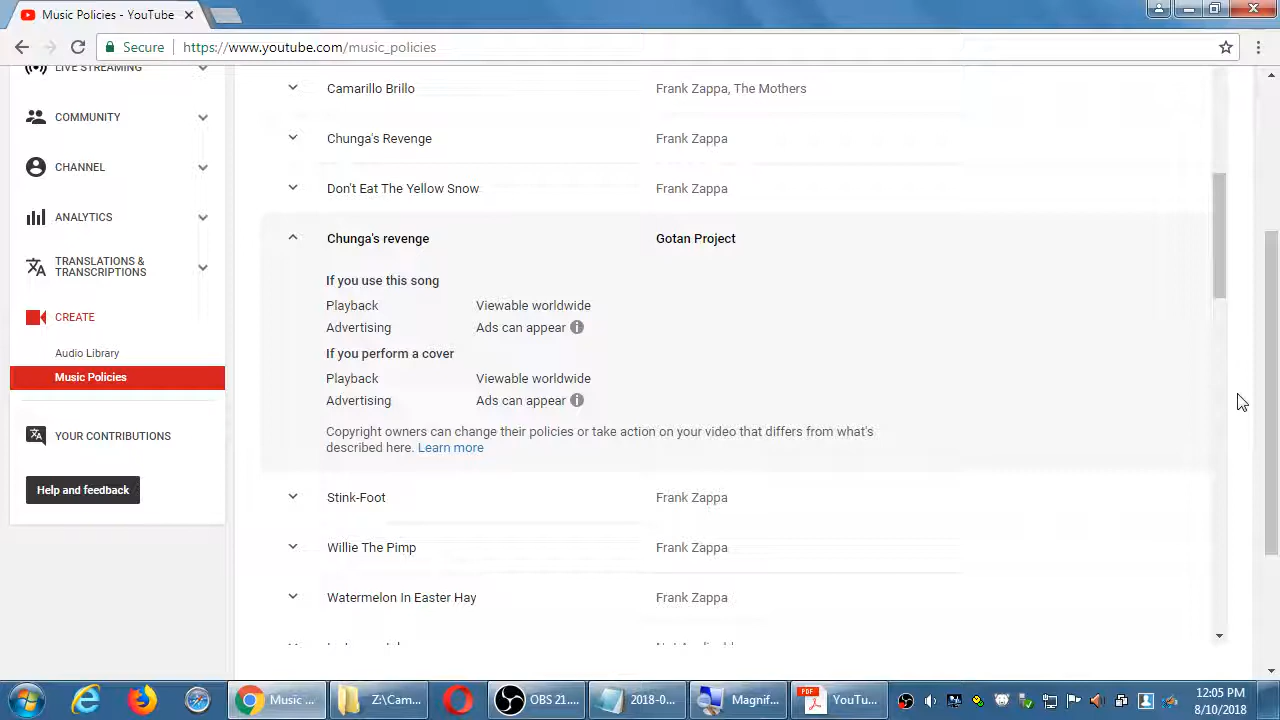 Music Policies - YouTube
Secure
https://www.youtube.com/music_policies
LIVE STREAMING
COMMUNITY
CHANNEL
ANALYTICS
TRANSLATIONS &
TRANSCRIPTIONS
CREATE
Audio Library
Music Policies
YOUR CONTRIBUTIONS
Help and feedback
Camarillo Brillo Frank Zappa, The Mothers
Chunga's Revenge Frank Zappa
Don't Eat The Yellow Snow Frank Zappa
Chunga's revenge Gotan Project
If you use this song
Playback Viewable worldwide
Advertising Ads can appear
If you perform a cover
Playback Viewable worldwide
Advertising Ads can appear
Copyright owners can change their policies or take action on your video that differs from what's
described here. Learn more
Stink-Foot Frank Zappa
Willie The Pimp Frank Zappa
Watermelon In Easter Hay Frank Zappa
Music ...
Z:\Cam...
OBS 21....
2018-0...
Magnif...
PDF
YouTu...
12:05 PM
8/10/2018